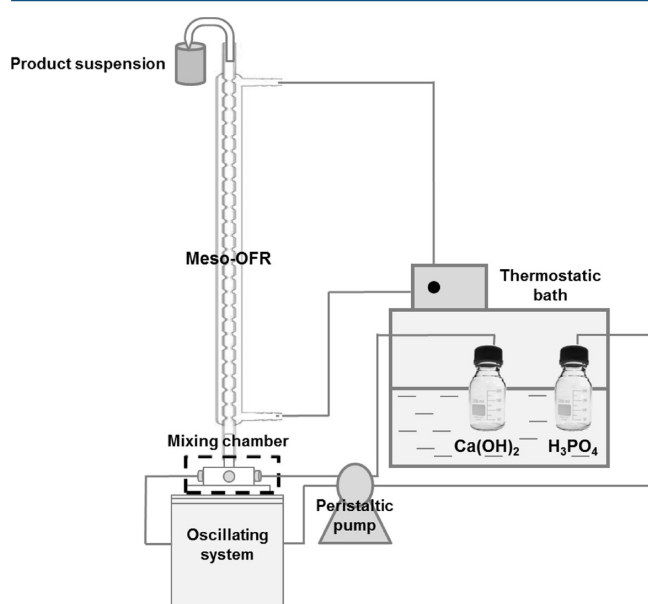 Product suspension
Meso-OFR
Thermostatic
bath
Ca(OH)₂
H₃PO₄
Mixing chamber
Peristaltic
pump
Oscillating
system